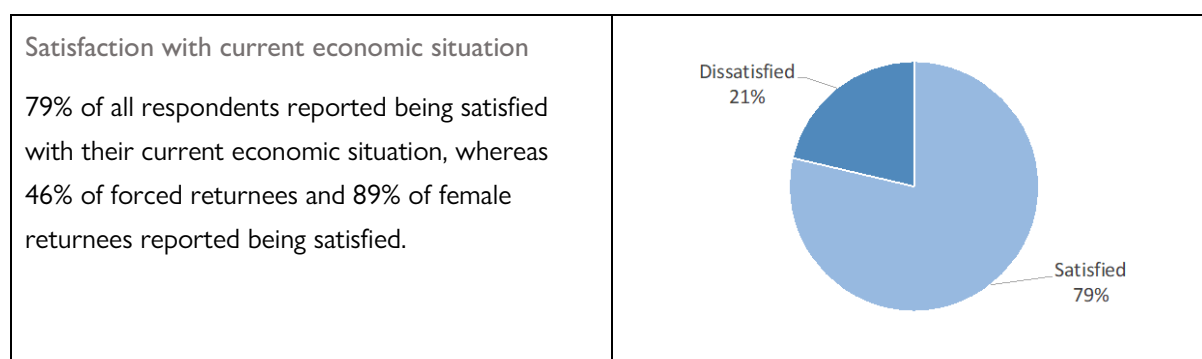 Satisfaction with current economic situation
79% of all respondents reported being satisfied
with their current economic situation, whereas
46% of forced returnees and 89% of female
returnees reported being satisfied.
Dissatisfied
21%
Satisfied
79%